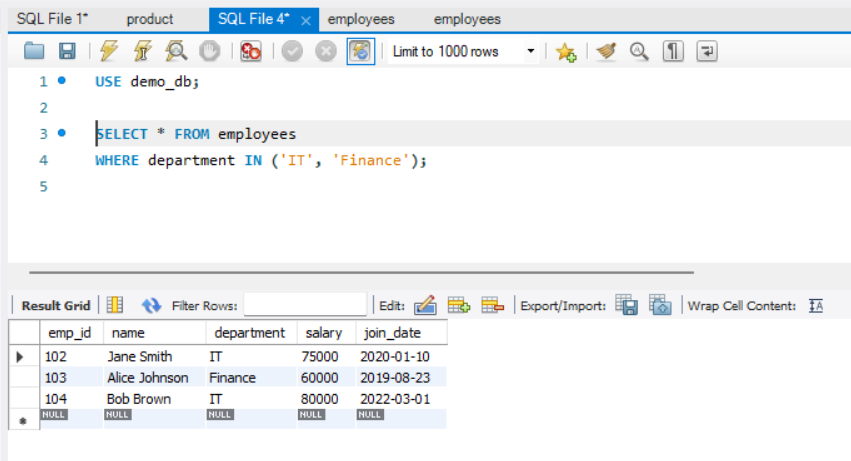 SQL File 1* product SQL File 4* × employees employees
Limit to 1000 rows
1 USE demo_db;
2
3 SELECT * FROM employees
4 WHERE department IN ('IT', 'Finance');
5
Result Grid Filter Rows: Edit: Export/Import: Wrap Cell Content: IA
emp_id name department salary join_date
102 Jane Smith IT 75000 2020-01-10
103 Alice Johnson Finance 60000 2019-08-23
104 Bob Brown IT 80000 2022-03-01
NULL NULL NULL NULL NULL